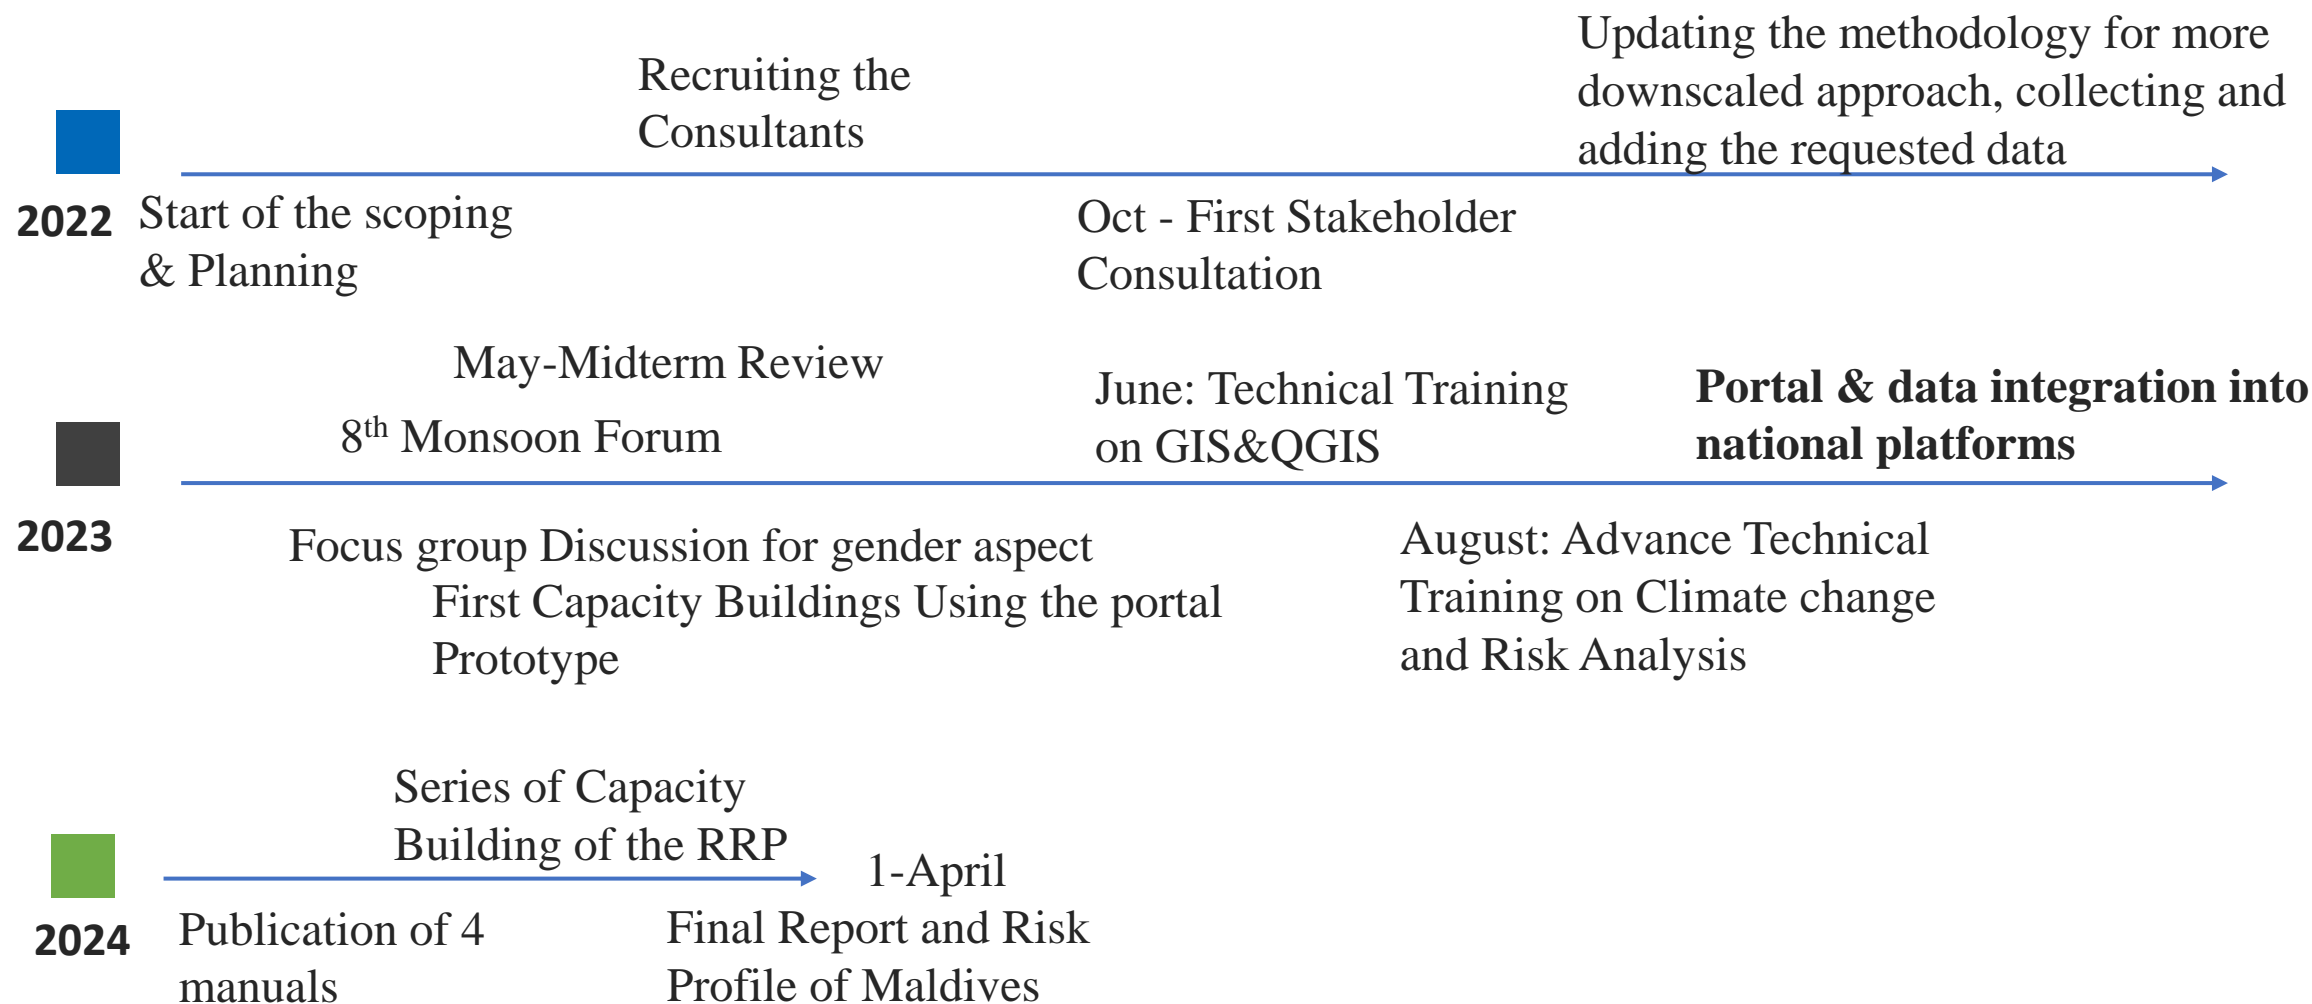 Recruiting the
Consultants
Updating the methodology for more
downscaled approach, collecting and
adding the requested data
2022
Start of the scoping
& Planning
Oct - First Stakeholder
Consultation
May-Midterm Review
8th Monsoon Forum
June: Technical Training
on GIS&QGIS
Portal & data integration into
national platforms
2023
Focus group Discussion for gender aspect
First Capacity Buildings Using the portal
Prototype
August: Advance Technical
Training on Climate change
and Risk Analysis
Series of Capacity
Building of the RRP
1-April
2024
Publication of 4
manuals
Final Report and Risk
Profile of Maldives